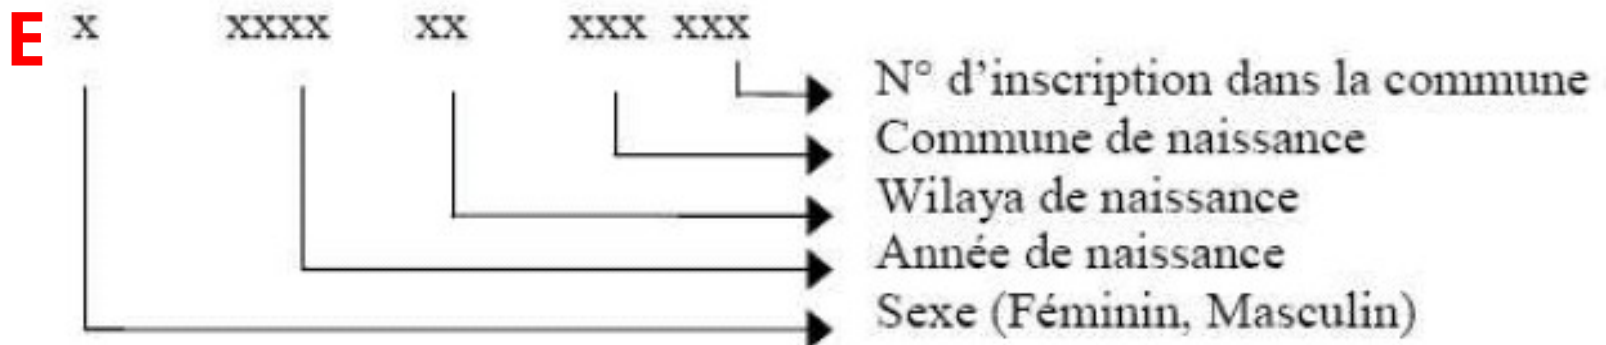 E x xxxx xx xxx xxx
N° d’inscription dans la commune
Commune de naissance
Wilaya de naissance
Année de naissance
Sexe (Féminin, Masculin)